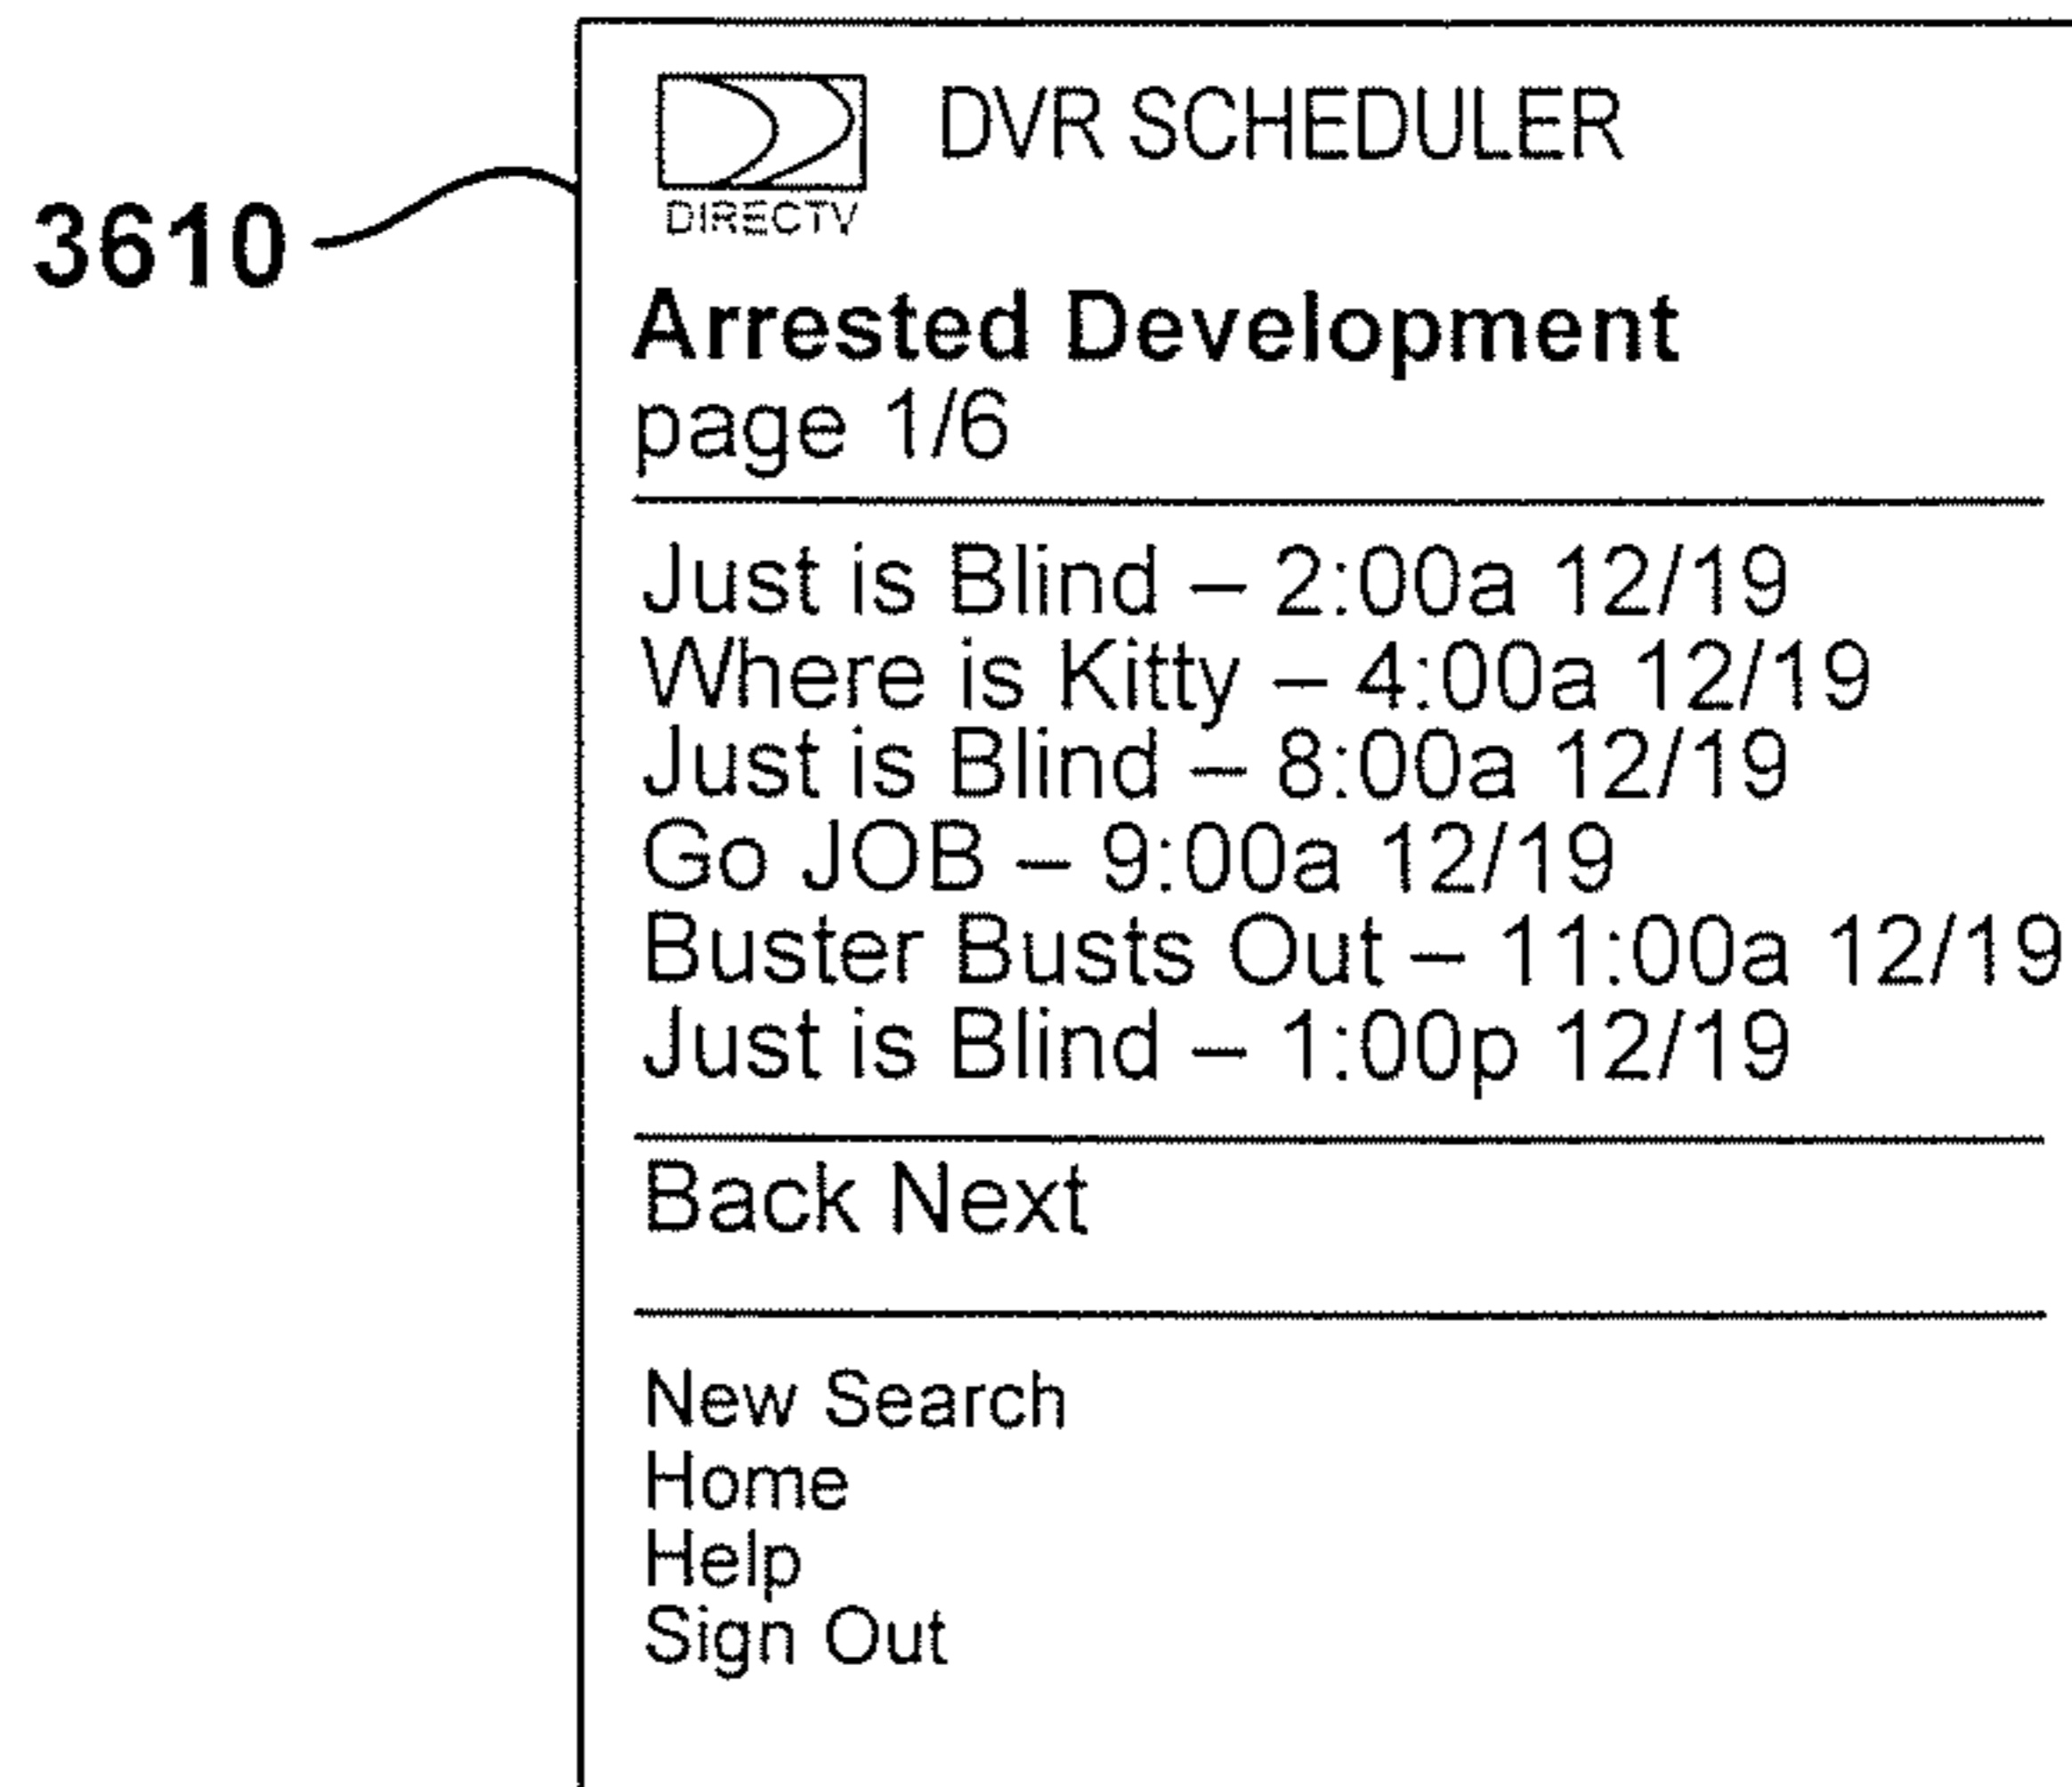 3610
DVR SCHEDULER
DIRECTV
Arrested Development
page 1/6
Just is Blind – 2:00a 12/19
Where is Kitty – 4:00a 12/19
Just is Blind – 8:00a 12/19
Go JOB – 9:00a 12/19
Buster Busts Out – 11:00a 12/19
Just is Blind – 1:00p 12/19
Back Next
New Search
Home
Help
Sign Out